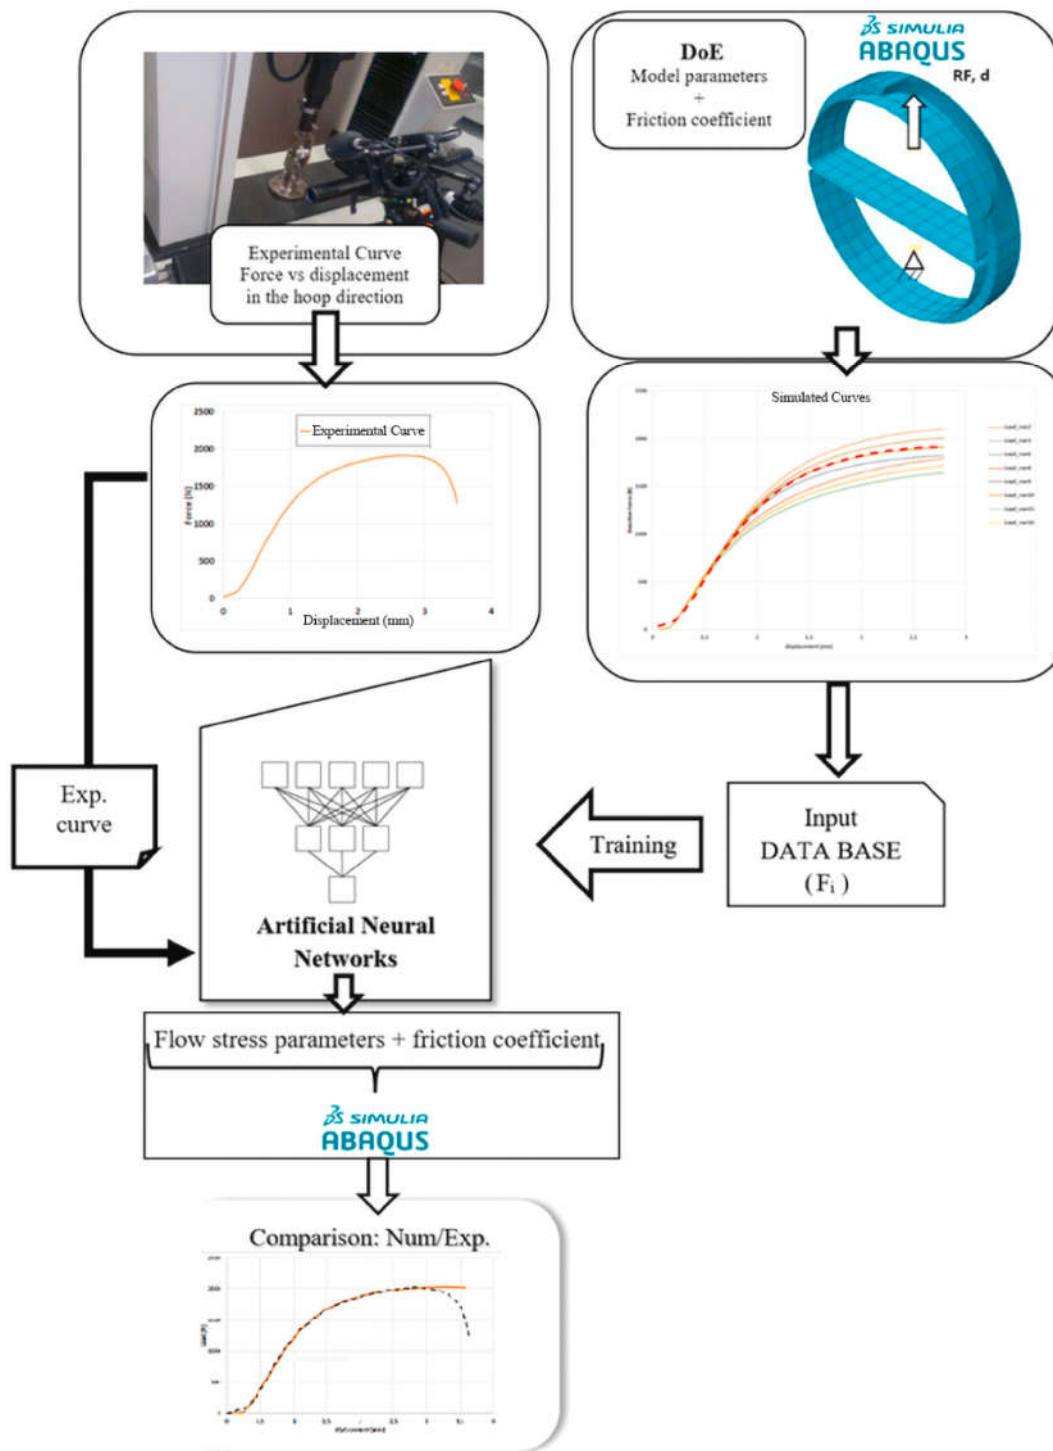 DoE
Model parameters
+
Friction coefficient
SIMULIA
ABAQUS
RF, d
Experimental Curve
Force vs displacement
in the hoop direction
2500
2000
1500
1000
500
0
Force [N]
Experimental Curve
0 1 2 3 4
Displacement (mm)
Simulated Curves
Exp.
curve
Artificial Neural
Networks
Training
Input
DATA BASE
( Fi )
Flow stress parameters + friction coefficient
SIMULIA
ABAQUS
Comparison: Num/Exp.